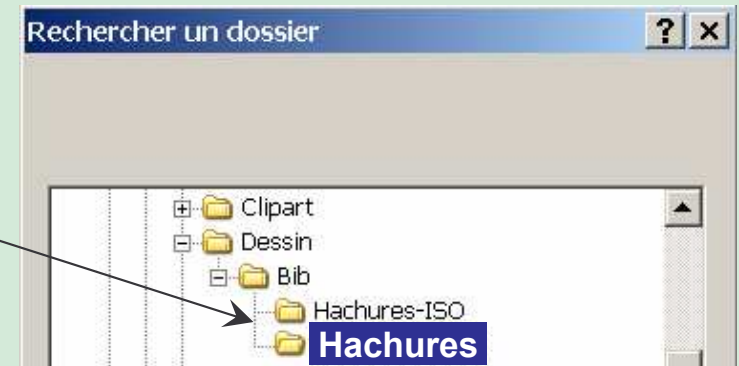 Rechercher un dossier
Clipart
Dessin
Bib
Hachures-ISO
Hachures